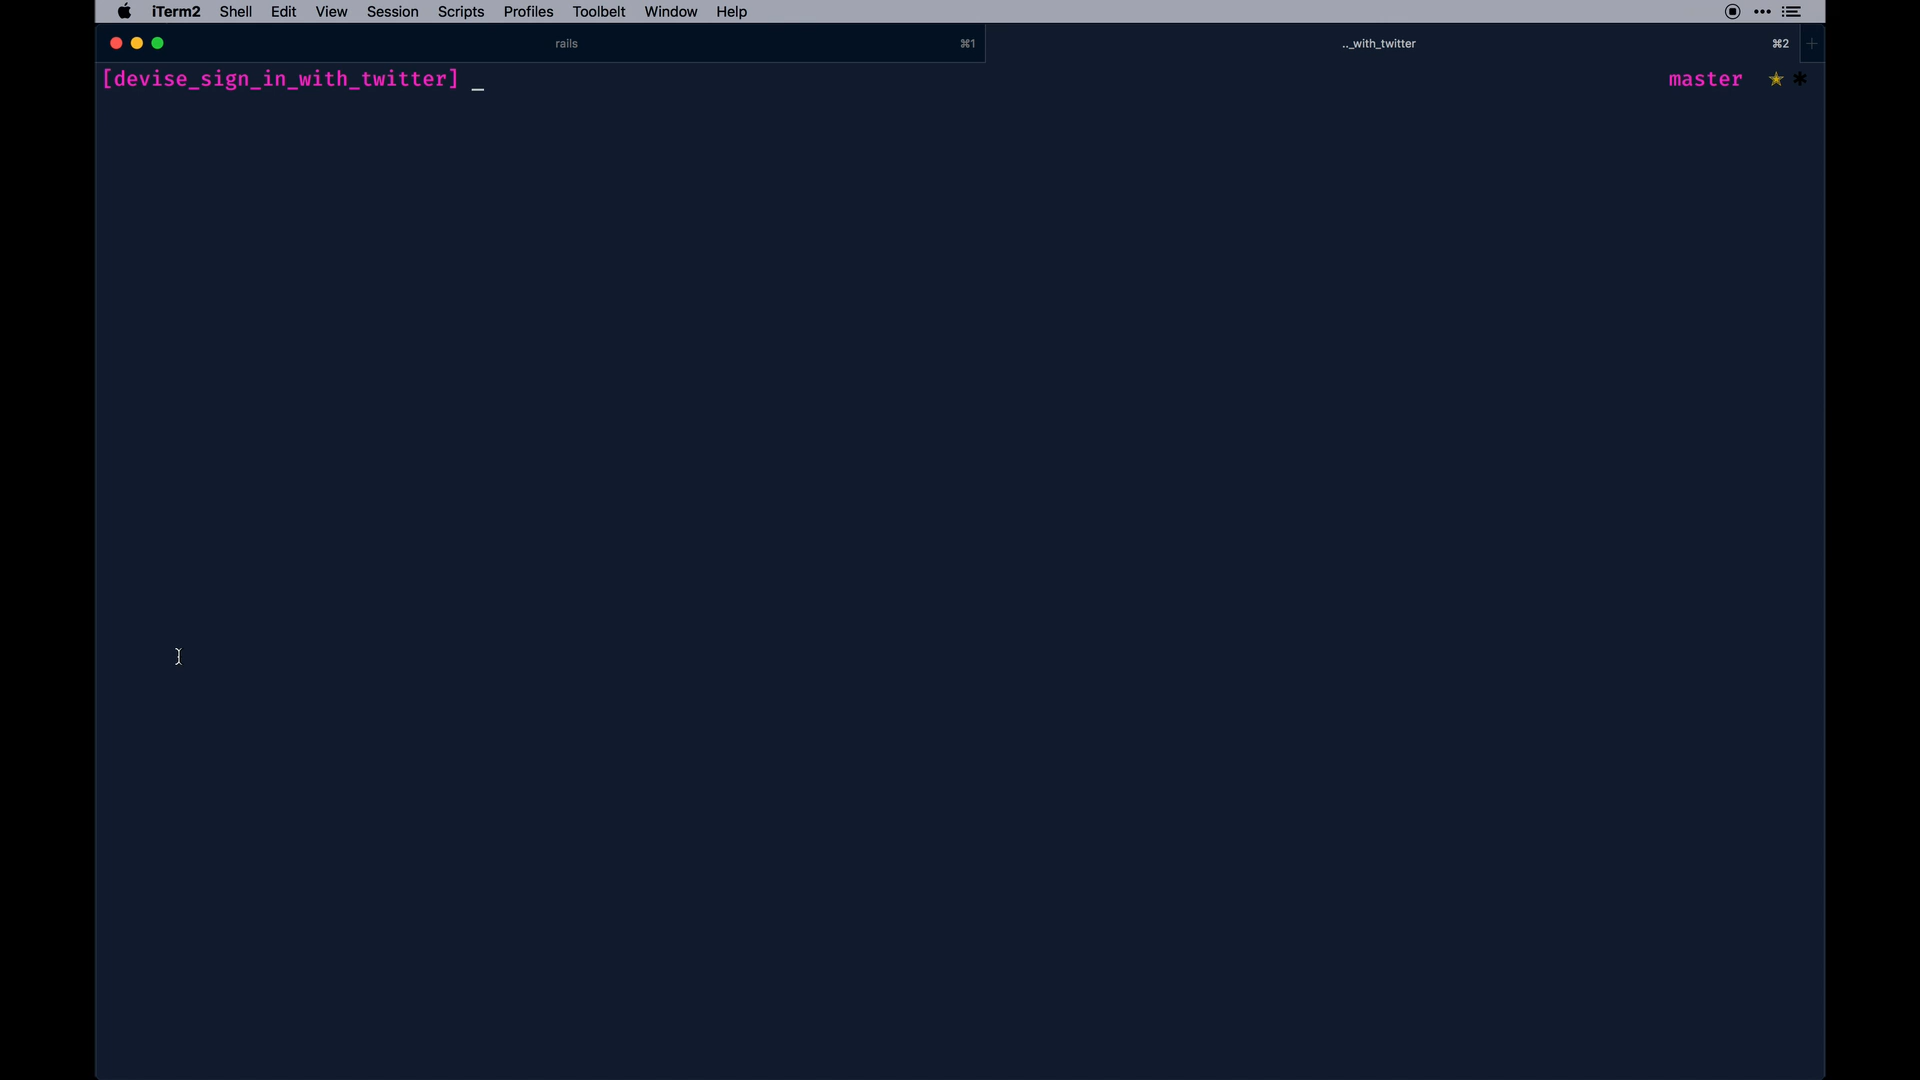 iTerm2 Shell Edit View Session Scripts Profiles Toolbelt Window Help
rails ⌘1 .._with_twitter ⌘2
[devise_sign_in_with_twitter] _ master ★ *